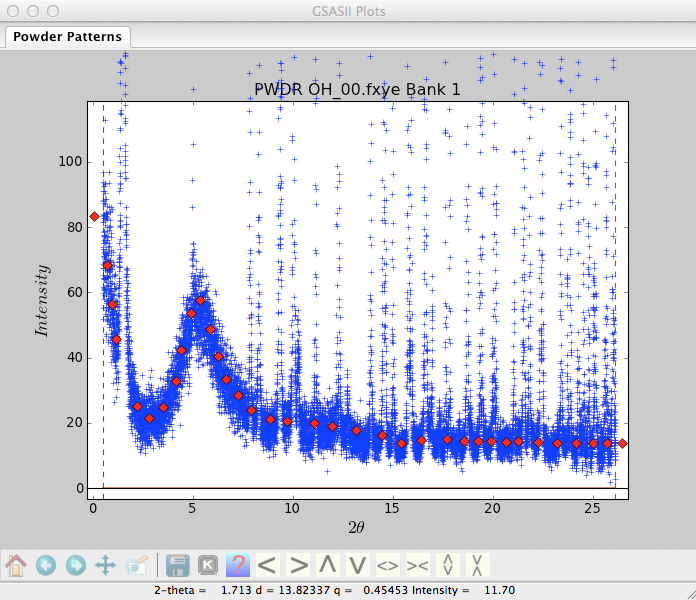 GSASII Plots
Powder Patterns
PWDR OH_00.fxye Bank 1
100
80
60
40
20
0
Intensity
0 5 10 15 20 25
2θ
K ? < > Λ V <> ><
2-theta = 1.713 d = 13.82337 q = 0.45453 Intensity = 11.70